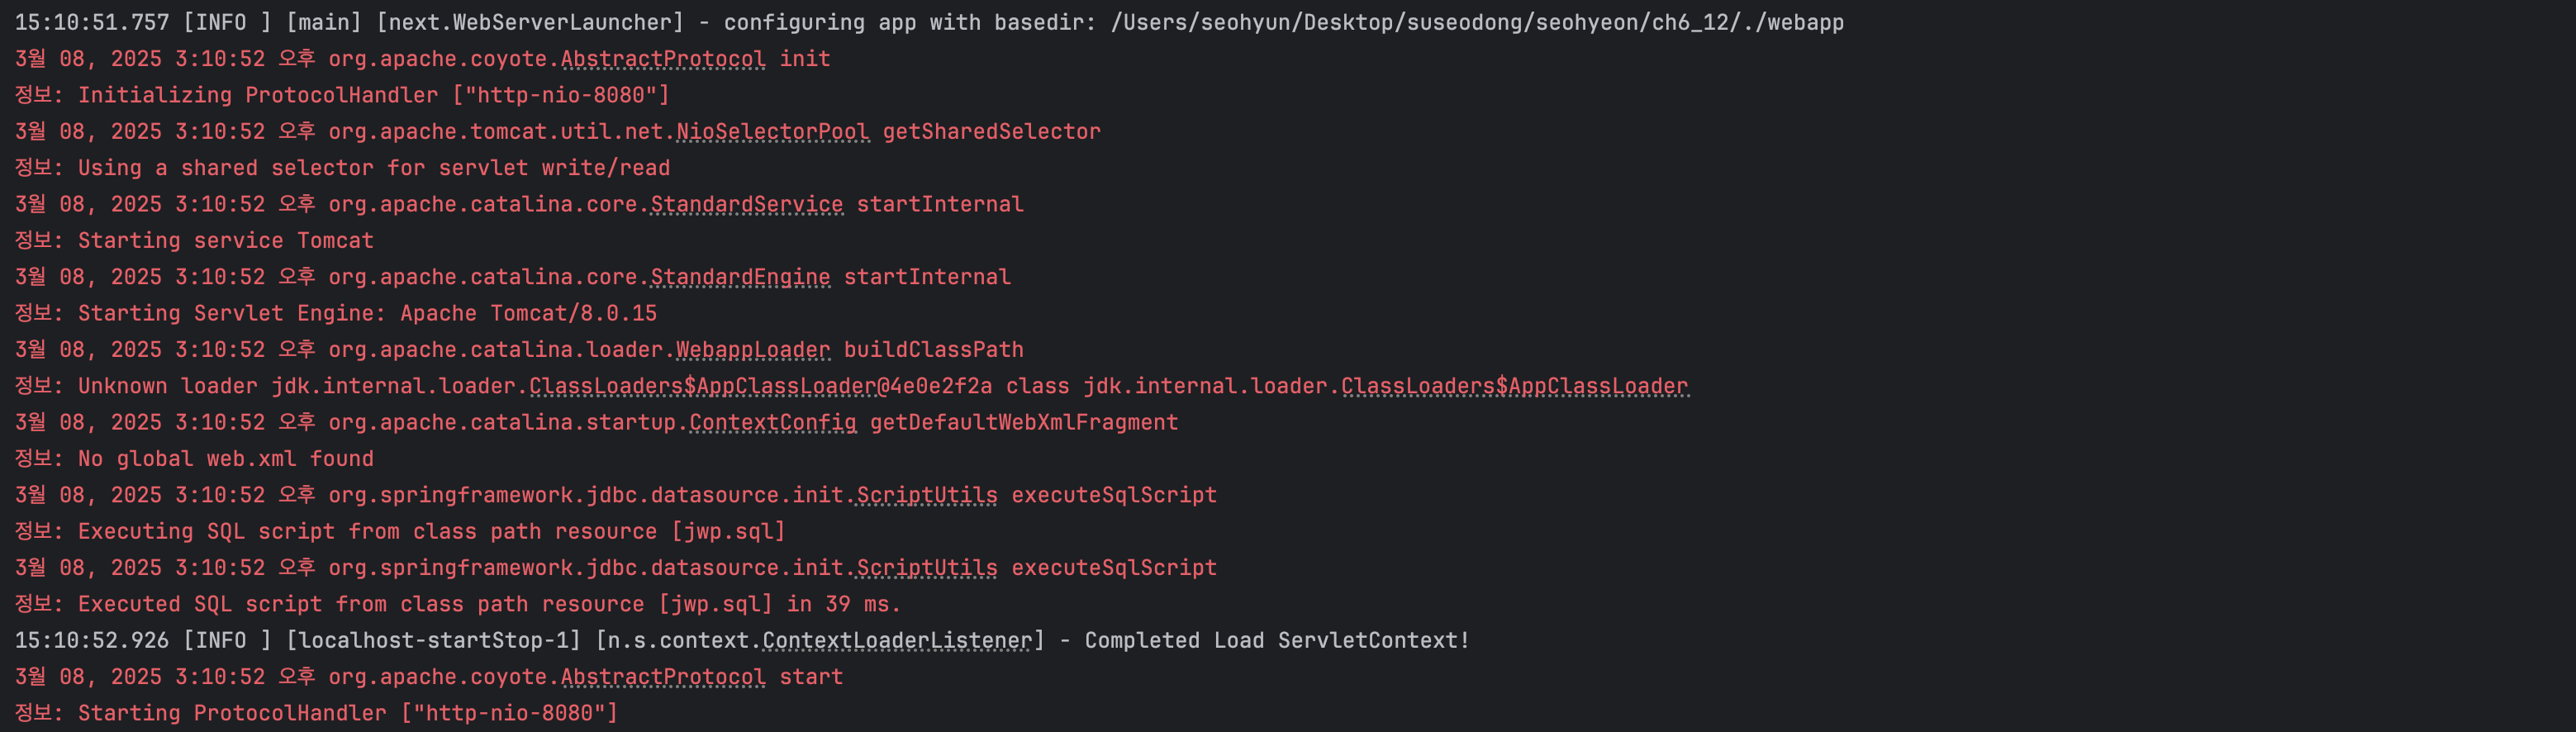 15:10:51.757 [INFO ] [main] [next.WebServerLauncher] - configuring app with basedir: /Users/seohyun/Desktop/suseodong/seohyeon/ch6_12/./webapp
3월 08, 2025 3:10:52 오후 org.apache.coyote.AbstractProtocol init
정보: Initializing ProtocolHandler ["http-nio-8080"]
3월 08, 2025 3:10:52 오후 org.apache.tomcat.util.net.NioSelectorPool getSharedSelector
정보: Using a shared selector for servlet write/read
3월 08, 2025 3:10:52 오후 org.apache.catalina.core.StandardService startInternal
정보: Starting service Tomcat
3월 08, 2025 3:10:52 오후 org.apache.catalina.core.StandardEngine startInternal
정보: Starting Servlet Engine: Apache Tomcat/8.0.15
3월 08, 2025 3:10:52 오후 org.apache.catalina.loader.WebappLoader buildClassPath
정보: Unknown loader jdk.internal.loader.ClassLoaders$AppClassLoader@4e0e2f2a class jdk.internal.loader.ClassLoaders$AppClassLoader
3월 08, 2025 3:10:52 오후 org.apache.catalina.startup.ContextConfig getDefaultWebXmlFragment
정보: No global web.xml found
3월 08, 2025 3:10:52 오후 org.springframework.jdbc.datasource.init.ScriptUtils executeSqlScript
정보: Executing SQL script from class path resource [jwp.sql]
3월 08, 2025 3:10:52 오후 org.springframework.jdbc.datasource.init.ScriptUtils executeSqlScript
정보: Executed SQL script from class path resource [jwp.sql] in 39 ms.
15:10:52.926 [INFO ] [localhost-startStop-1] [n.s.context.ContextLoaderListener] - Completed Load ServletContext!
3월 08, 2025 3:10:52 오후 org.apache.coyote.AbstractProtocol start
정보: Starting ProtocolHandler ["http-nio-8080"]